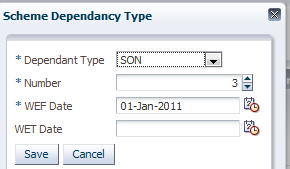 Scheme Dependancy Type
* Dependant Type SON
* Number 3
* WEF Date 01-Jan-2011
WET Date
Save Cancel